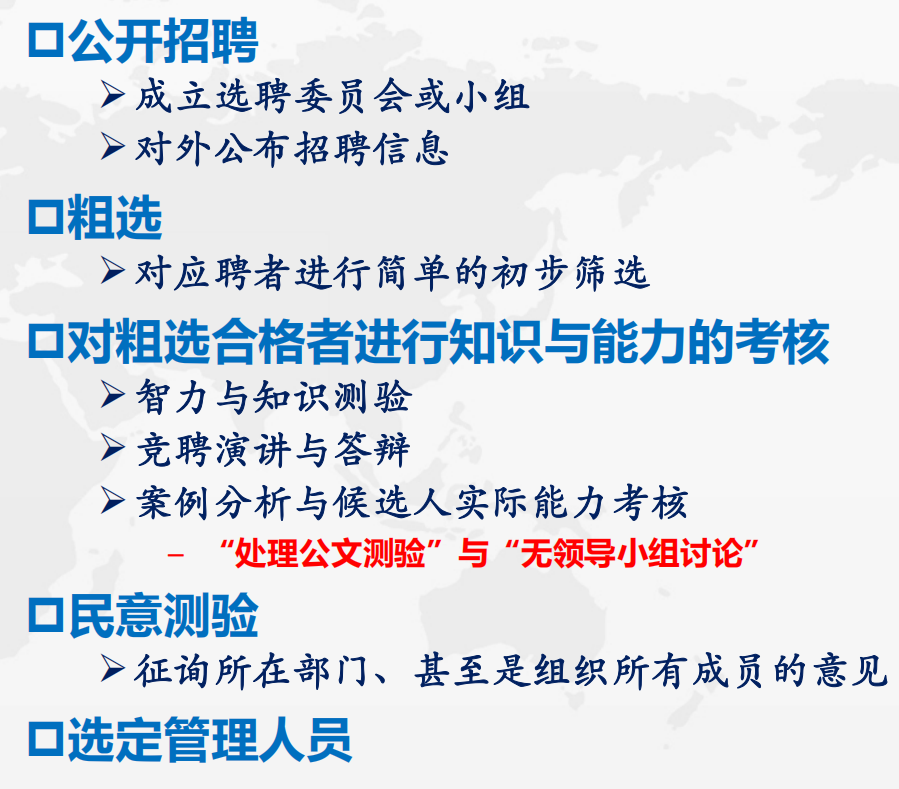 公开招聘
成立选聘委员会或小组
对外公布招聘信息
粗选
对应聘者进行简单的初步筛选
对粗选合格者进行知识与能力的考核
智力与知识测验
竞聘演讲与答辩
案例分析与候选人实际能力考核
– “处理公文测验”与“无领导小组讨论”
民意测验
征询所在部门、甚至是组织所有成员的意见
选定管理人员